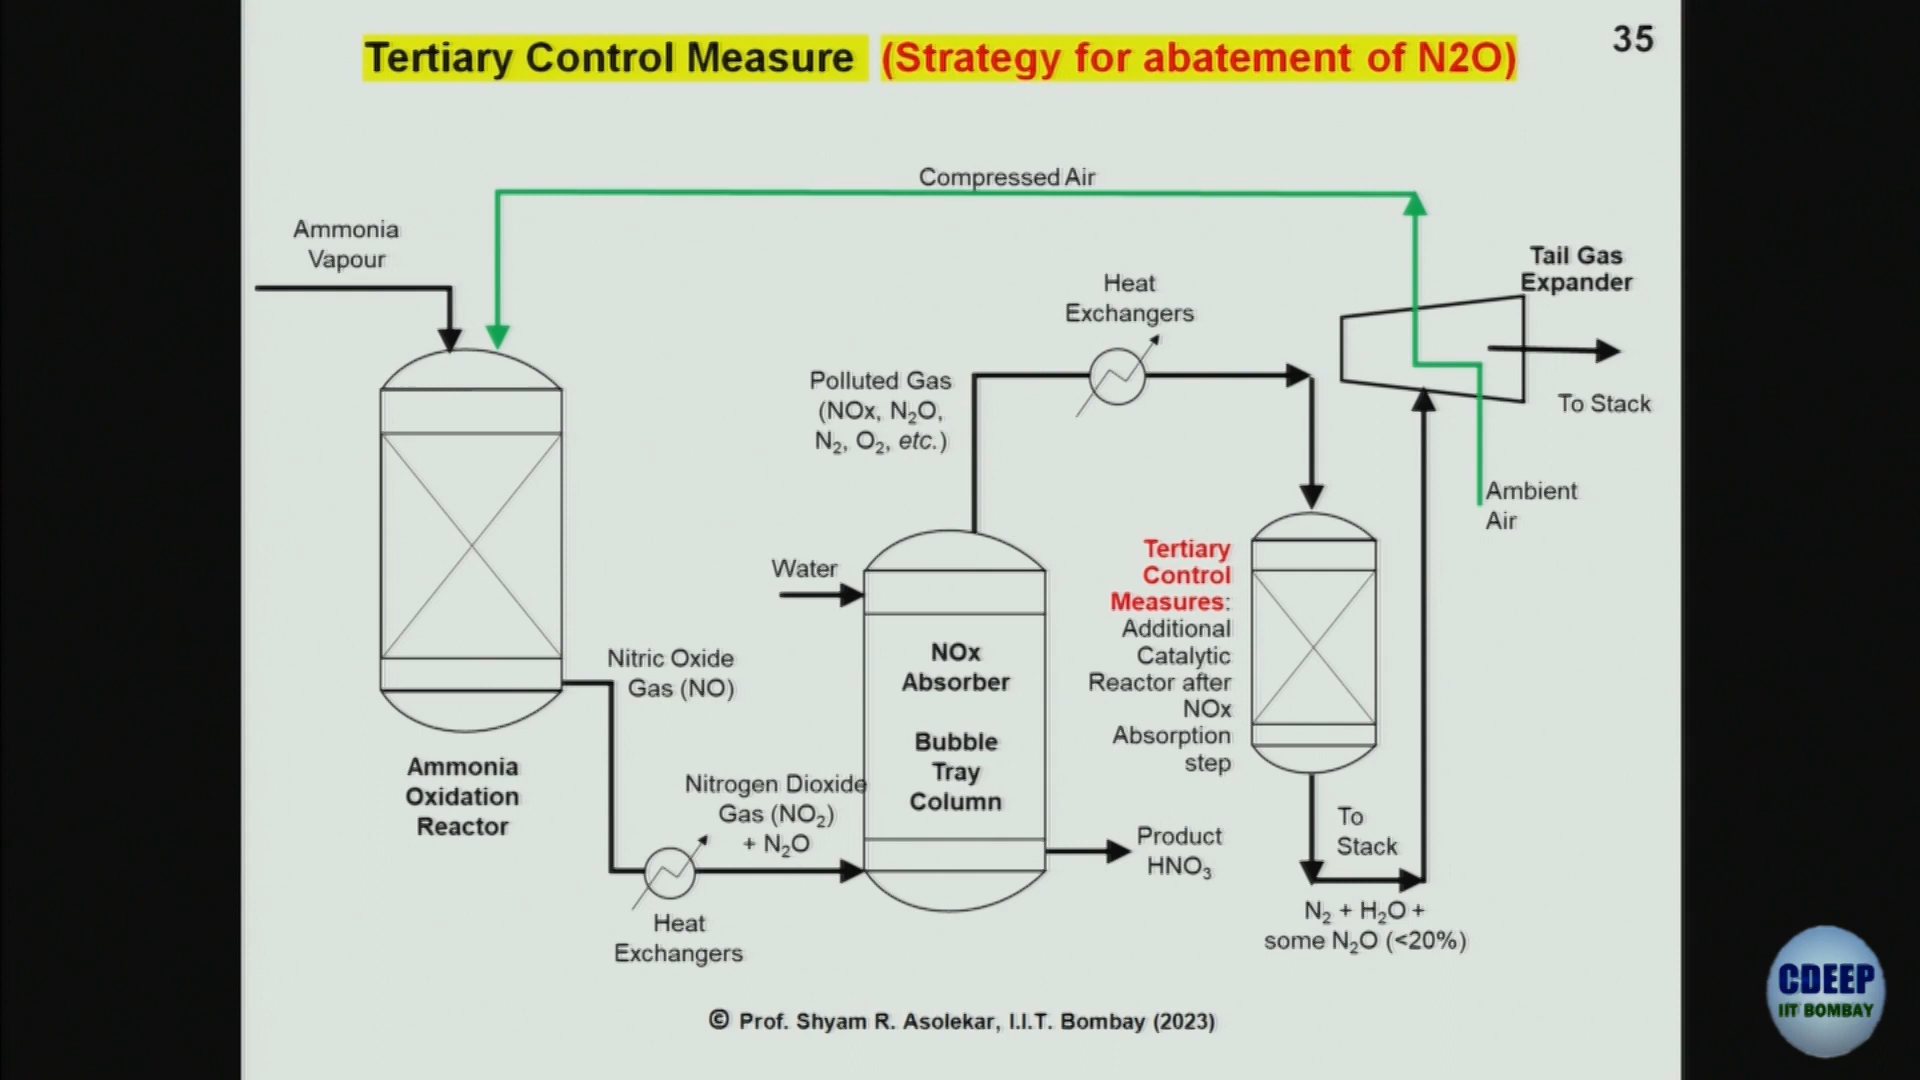 Tertiary Control Measure (Strategy for abatement of N2O)
35
Compressed Air
Ammonia
Vapour
Tail Gas
Expander
Heat
Exchangers
Polluted Gas
(NOx, N₂O,
N₂, O₂, etc.)
To Stack
Ambient
Air
Water
Tertiary
Control
Measures:
Additional
Catalytic
Reactor after
NOx
Absorption
step
NOx
Absorber
Bubble
Tray
Column
Nitric Oxide
Gas (NO)
Ammonia
Oxidation
Reactor
Nitrogen Dioxide
Gas (NO₂)
+ N₂O
To
Stack
Product
HNO₃
Heat
Exchangers
N₂ + H₂O +
some N₂O (<20%)
© Prof. Shyam R. Asolekar, I.I.T. Bombay (2023)
CDEEP
IIT BOMBAY